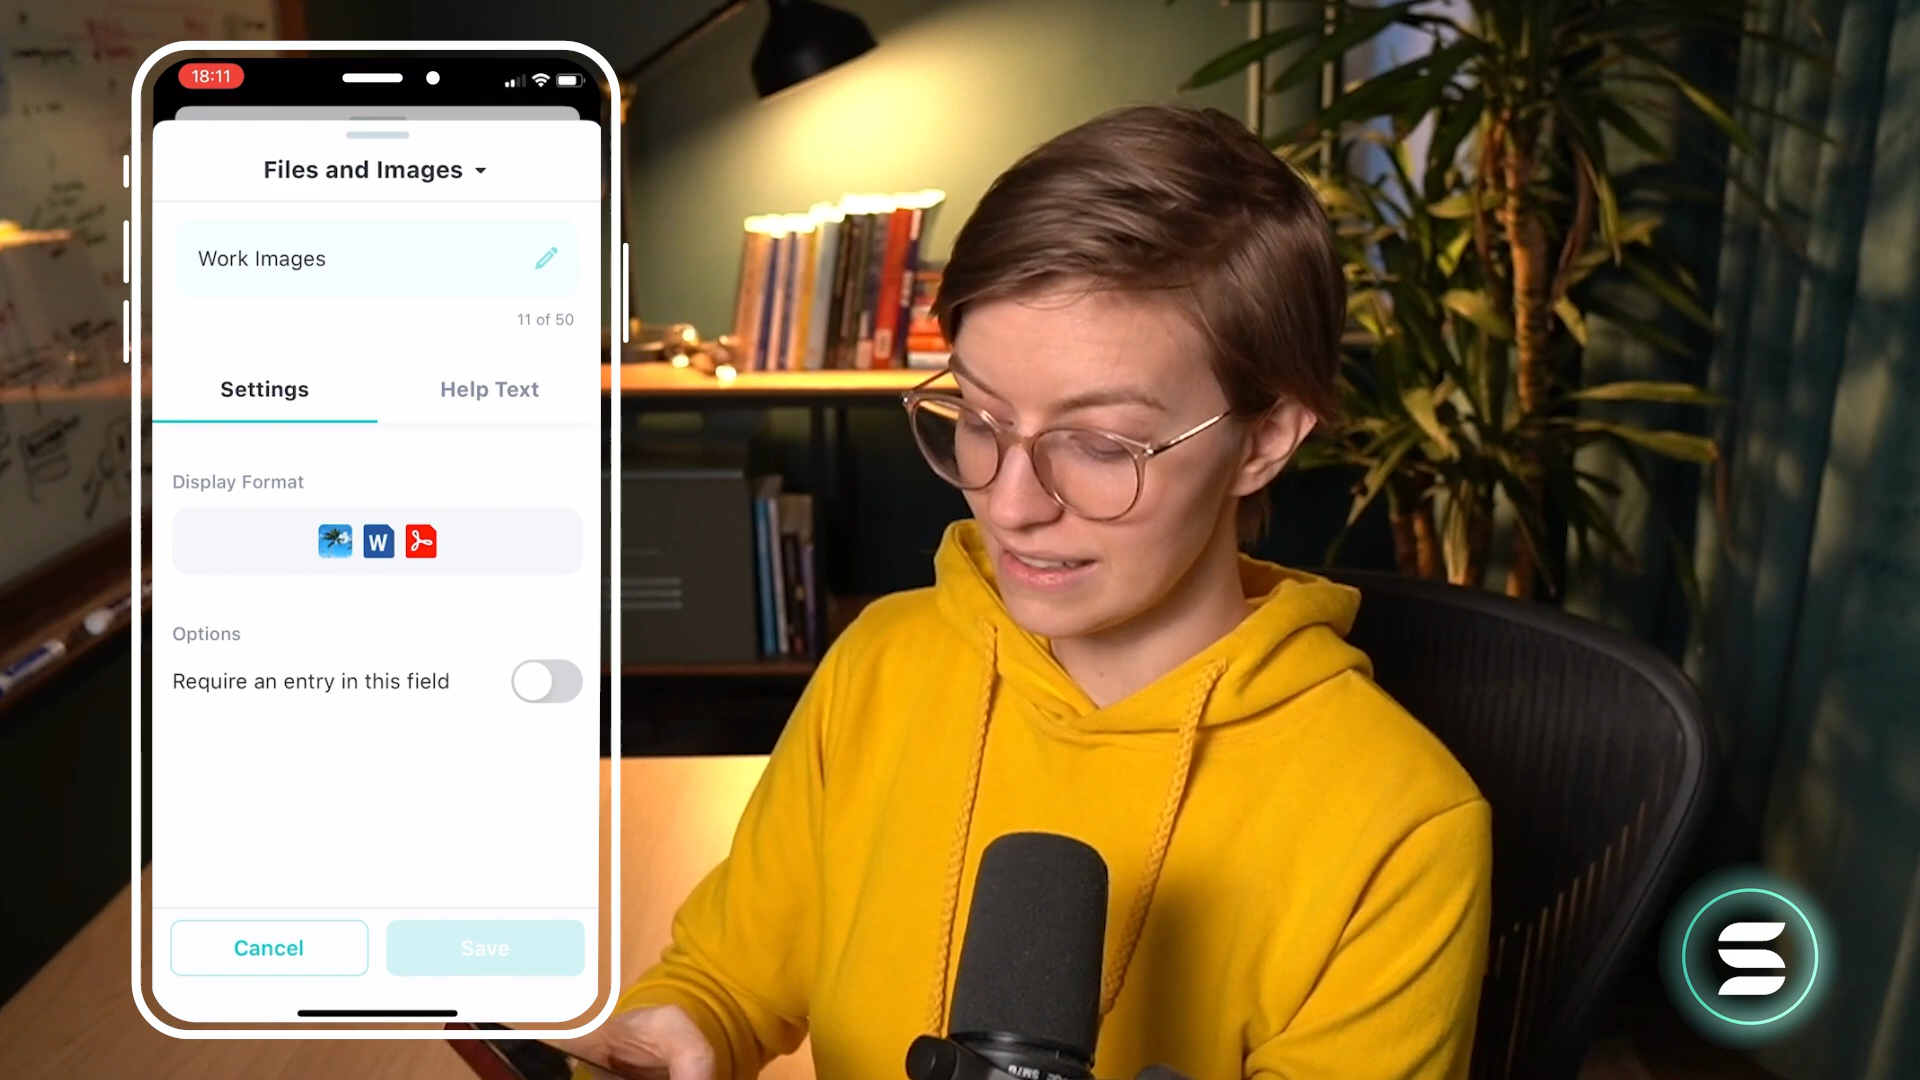 18:11
Files and Images
Work Images
11 of 50
Settings
Help Text
Display Format
W
Options
Require an entry in this field
Cancel
Save
SM7B
S